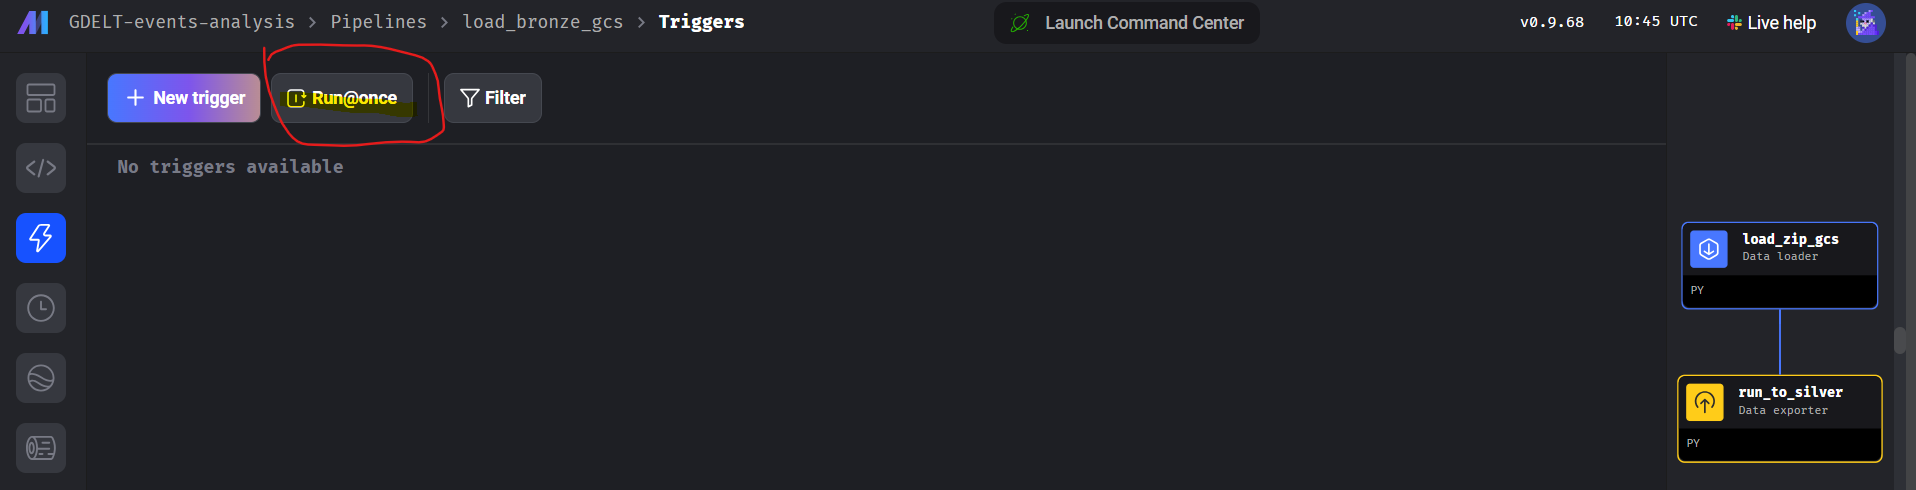 GDELT-events-analysis > Pipelines > load_bronze_gcs > Triggers
Launch Command Center
v0.9.68
10:45 UTC
Live help
+ New trigger
Run@once
Filter
No triggers available
load_zip_gcs
Data loader
PY
run_to_silver
Data exporter
PY